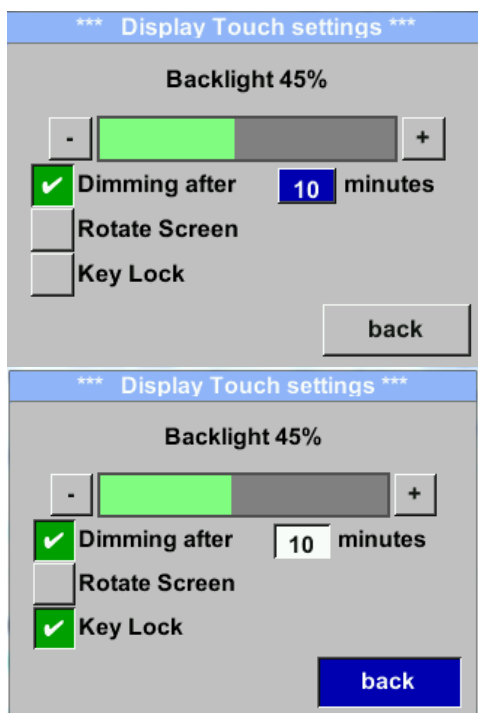 *** Display Touch settings ***
Backlight 45%
- +
Dimming after 10 minutes
Rotate Screen
Key Lock
back
*** Display Touch settings ***
Backlight 45%
- +
Dimming after 10 minutes
Rotate Screen
Key Lock
back